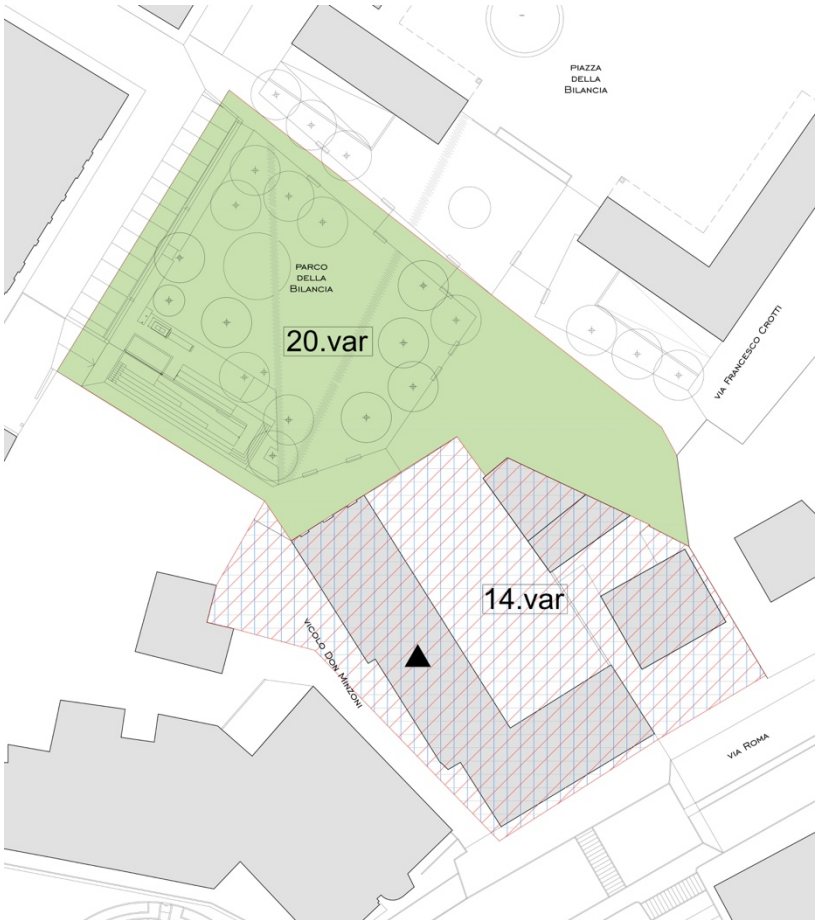 PIAZZA
DELLA
BILANCIA
PARCO
DELLA
BILANCIA
20.var
VIA FRANCESCO CROTTI
14.var
VICOLO DON MINZONI
VIA ROMA